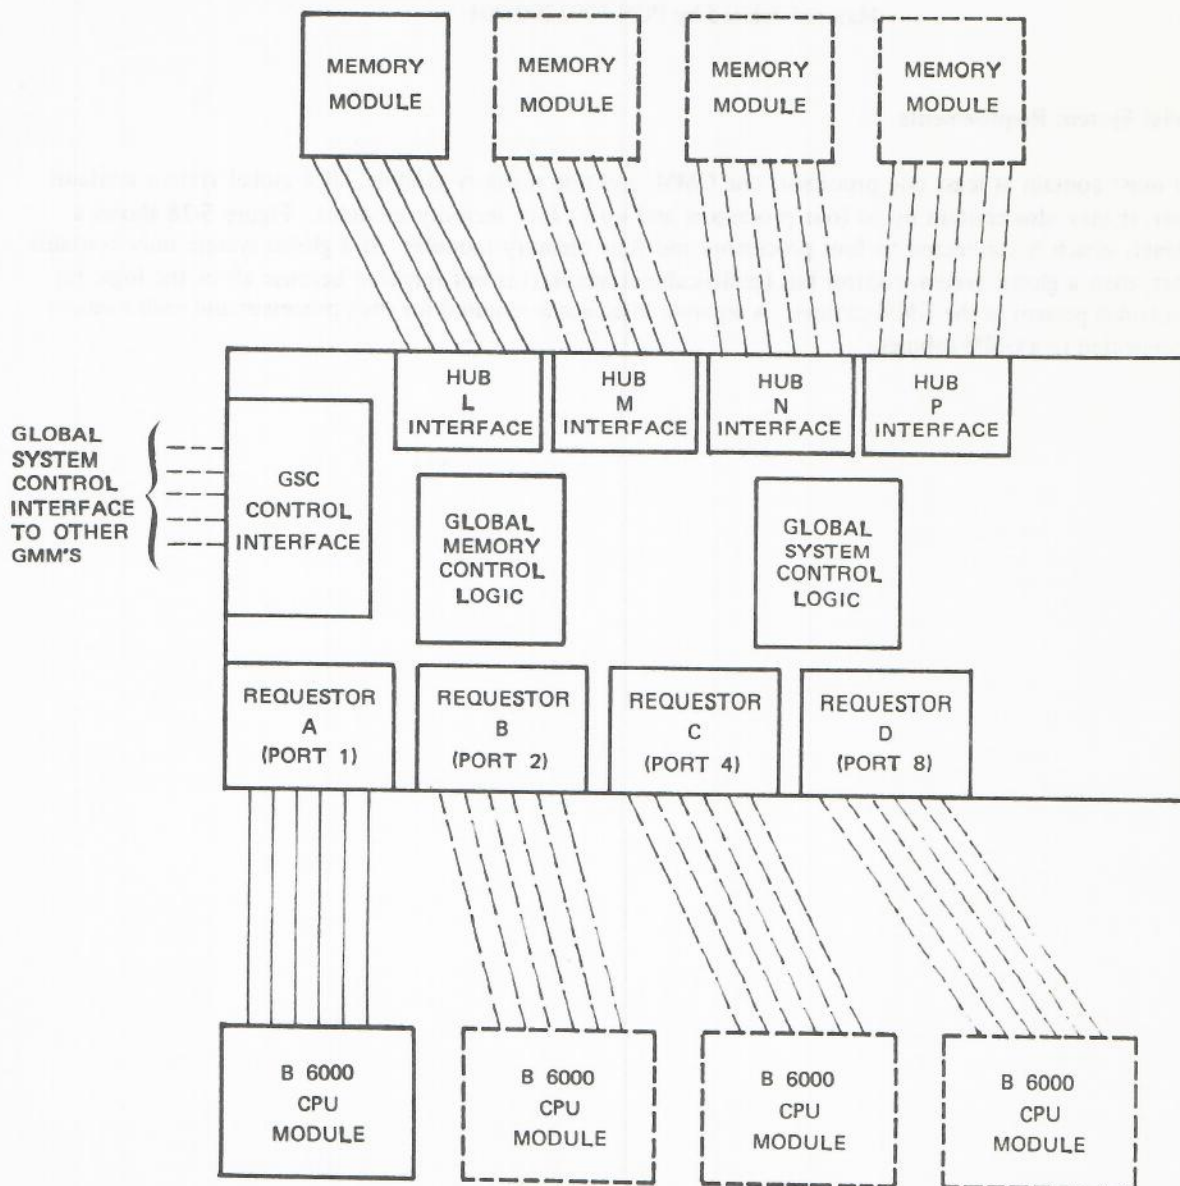 MEMORY
MODULE
MEMORY
MODULE
MEMORY
MODULE
MEMORY
MODULE
HUB
L
INTERFACE
HUB
M
INTERFACE
HUB
N
INTERFACE
HUB
P
INTERFACE
GLOBAL
SYSTEM
CONTROL
INTERFACE
TO OTHER
GMM'S
GSC
CONTROL
INTERFACE
GLOBAL
MEMORY
CONTROL
LOGIC
GLOBAL
SYSTEM
CONTROL
LOGIC
REQUESTOR
A
(PORT 1)
REQUESTOR
B
(PORT 2)
REQUESTOR
C
(PORT 4)
REQUESTOR
D
(PORT 8)
B 6000
CPU
MODULE
B 6000
CPU
MODULE
B 6000
CPU
MODULE
B 6000
CPU
MODULE